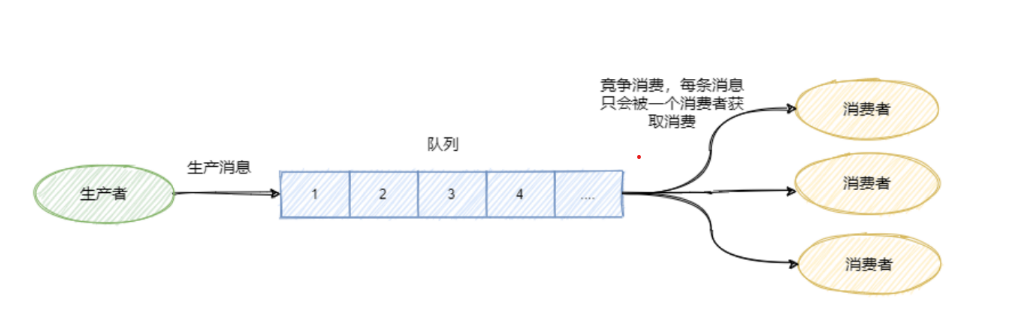 竞争消费，每条消息
只会被一个消费者获
取消费
消费者
队列
生产消息
生产者
1
2
3
4
....
消费者
消费者